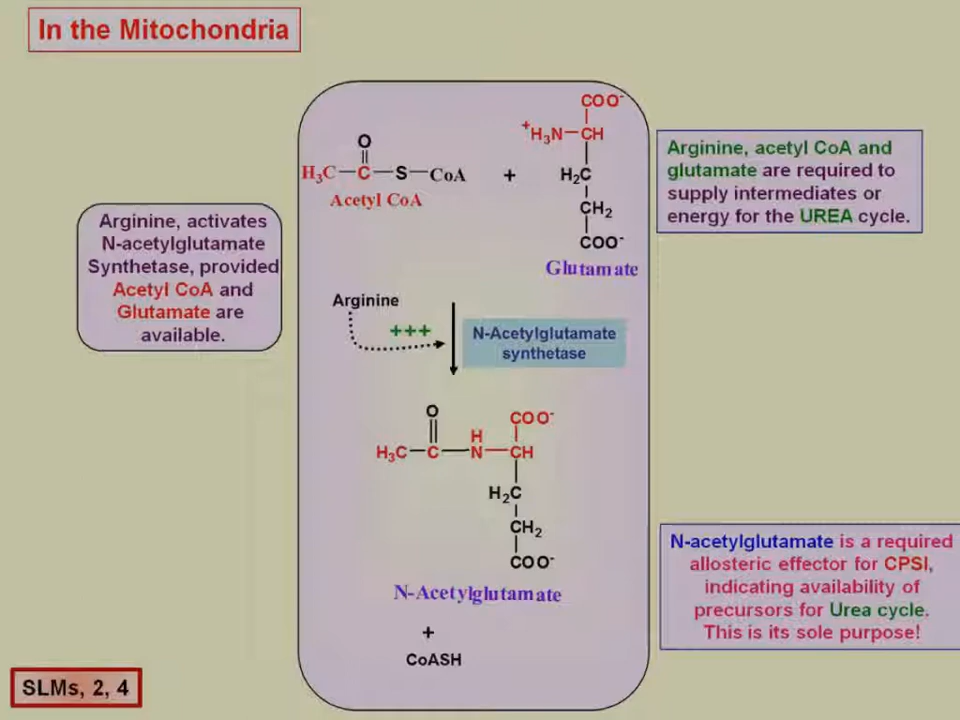 In the Mitochondria
COO⁻
⁺H₃N—CH
H₂C
CH₂
COO⁻
Glutamate
O
H₃C—C—S—CoA
+
Acetyl CoA
Arginine, acetyl CoA and
glutamate are required to
supply intermediates or
energy for the UREA cycle.
Arginine, activates
N-acetylglutamate
Synthetase, provided
Acetyl CoA and
Glutamate are
available.
Arginine
+++
N-Acetylglutamate
synthetase
O
COO⁻
H
H₃C—C—N—CH
H₂C
CH₂
COO⁻
N-Acetylglutamate
+
CoASH
N-acetylglutamate is a required
allosteric effector for CPSI,
indicating availability of
precursors for Urea cycle.
This is its sole purpose!
SLMs, 2, 4